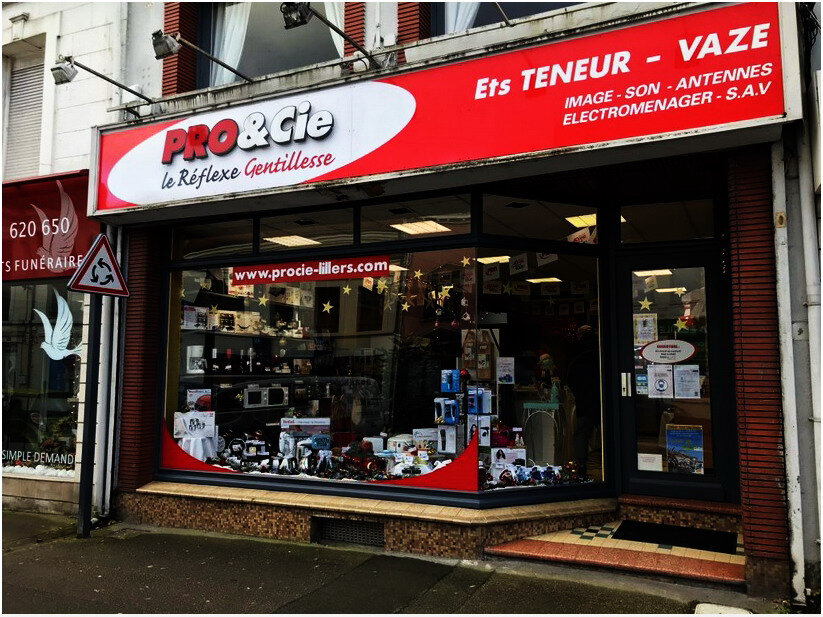 PRO&Cie
le Réflexe Gentillesse
Ets TENEUR - VAZE
IMAGE - SON - ANTENNES
ELECTROMENAGER - S.A.V
620 650
TS FUNÉRAIRE
www.procie-lillers.com
SIMPLE DEMAND